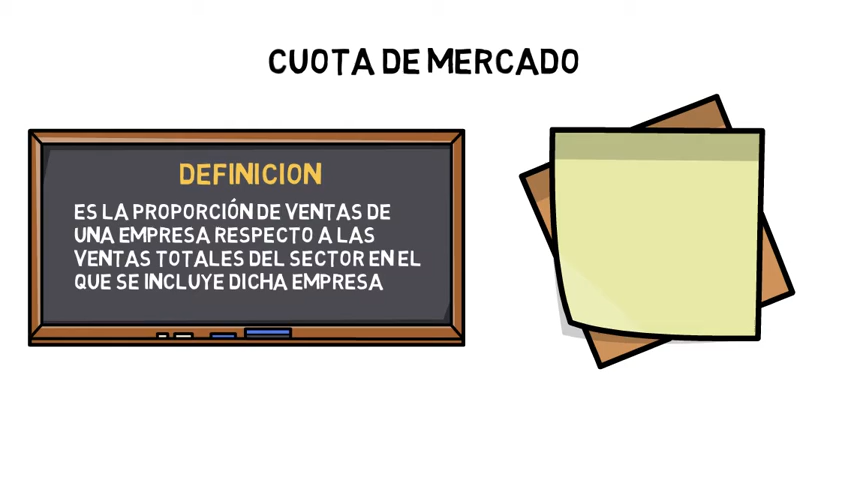 CUOTA DE MERCADO
DEFINICION
ES LA PROPORCIÓN DE VENTAS DE
UNA EMPRESA RESPECTO A LAS
VENTAS TOTALES DEL SECTOR EN EL
QUE SE INCLUYE DICHA EMPRESA